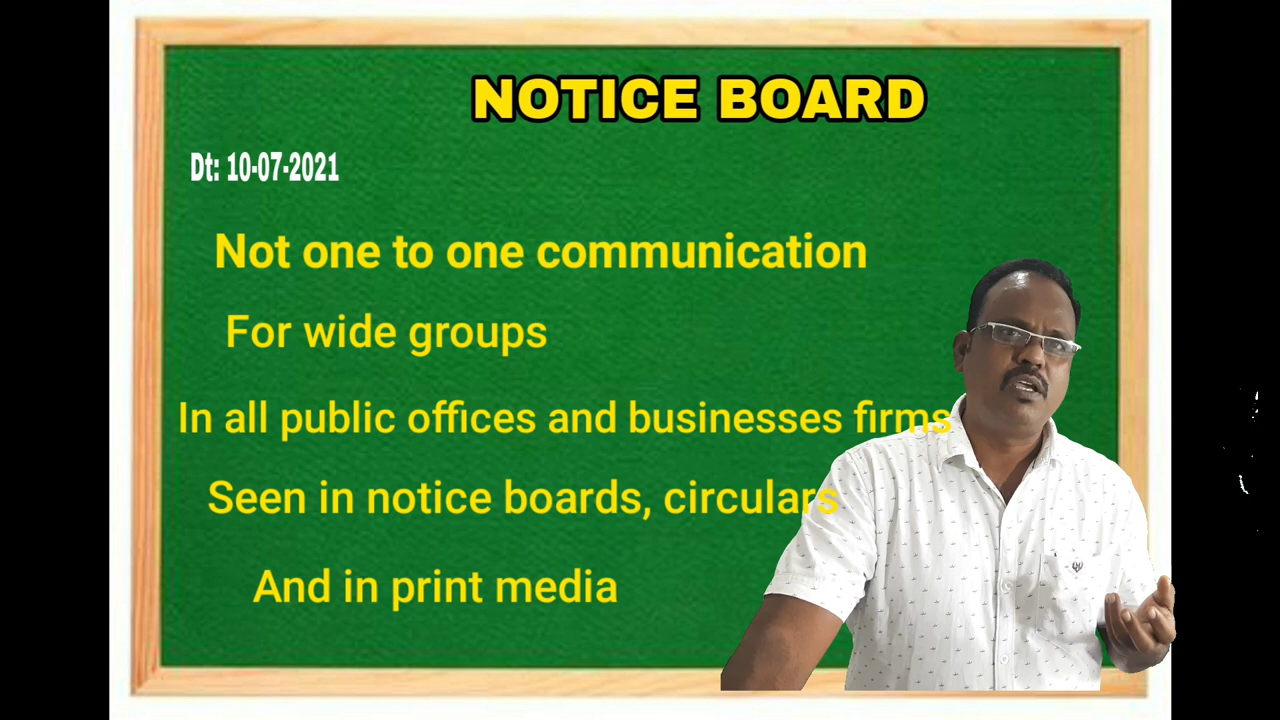 NOTICE BOARD
Dt: 10-07-2021
Not one to one communication
For wide groups
In all public offices and businesses firms
Seen in notice boards, circulars
And in print media